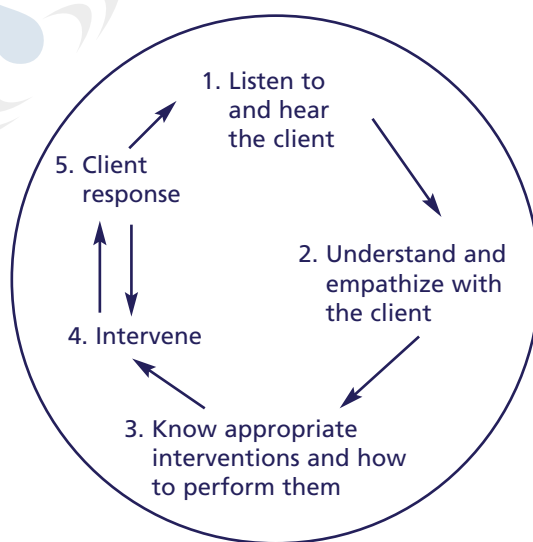 1. Listen to
and hear
the client
2. Understand and
empathize with
the client
3. Know appropriate
interventions and how
to perform them
4. Intervene
5. Client
response